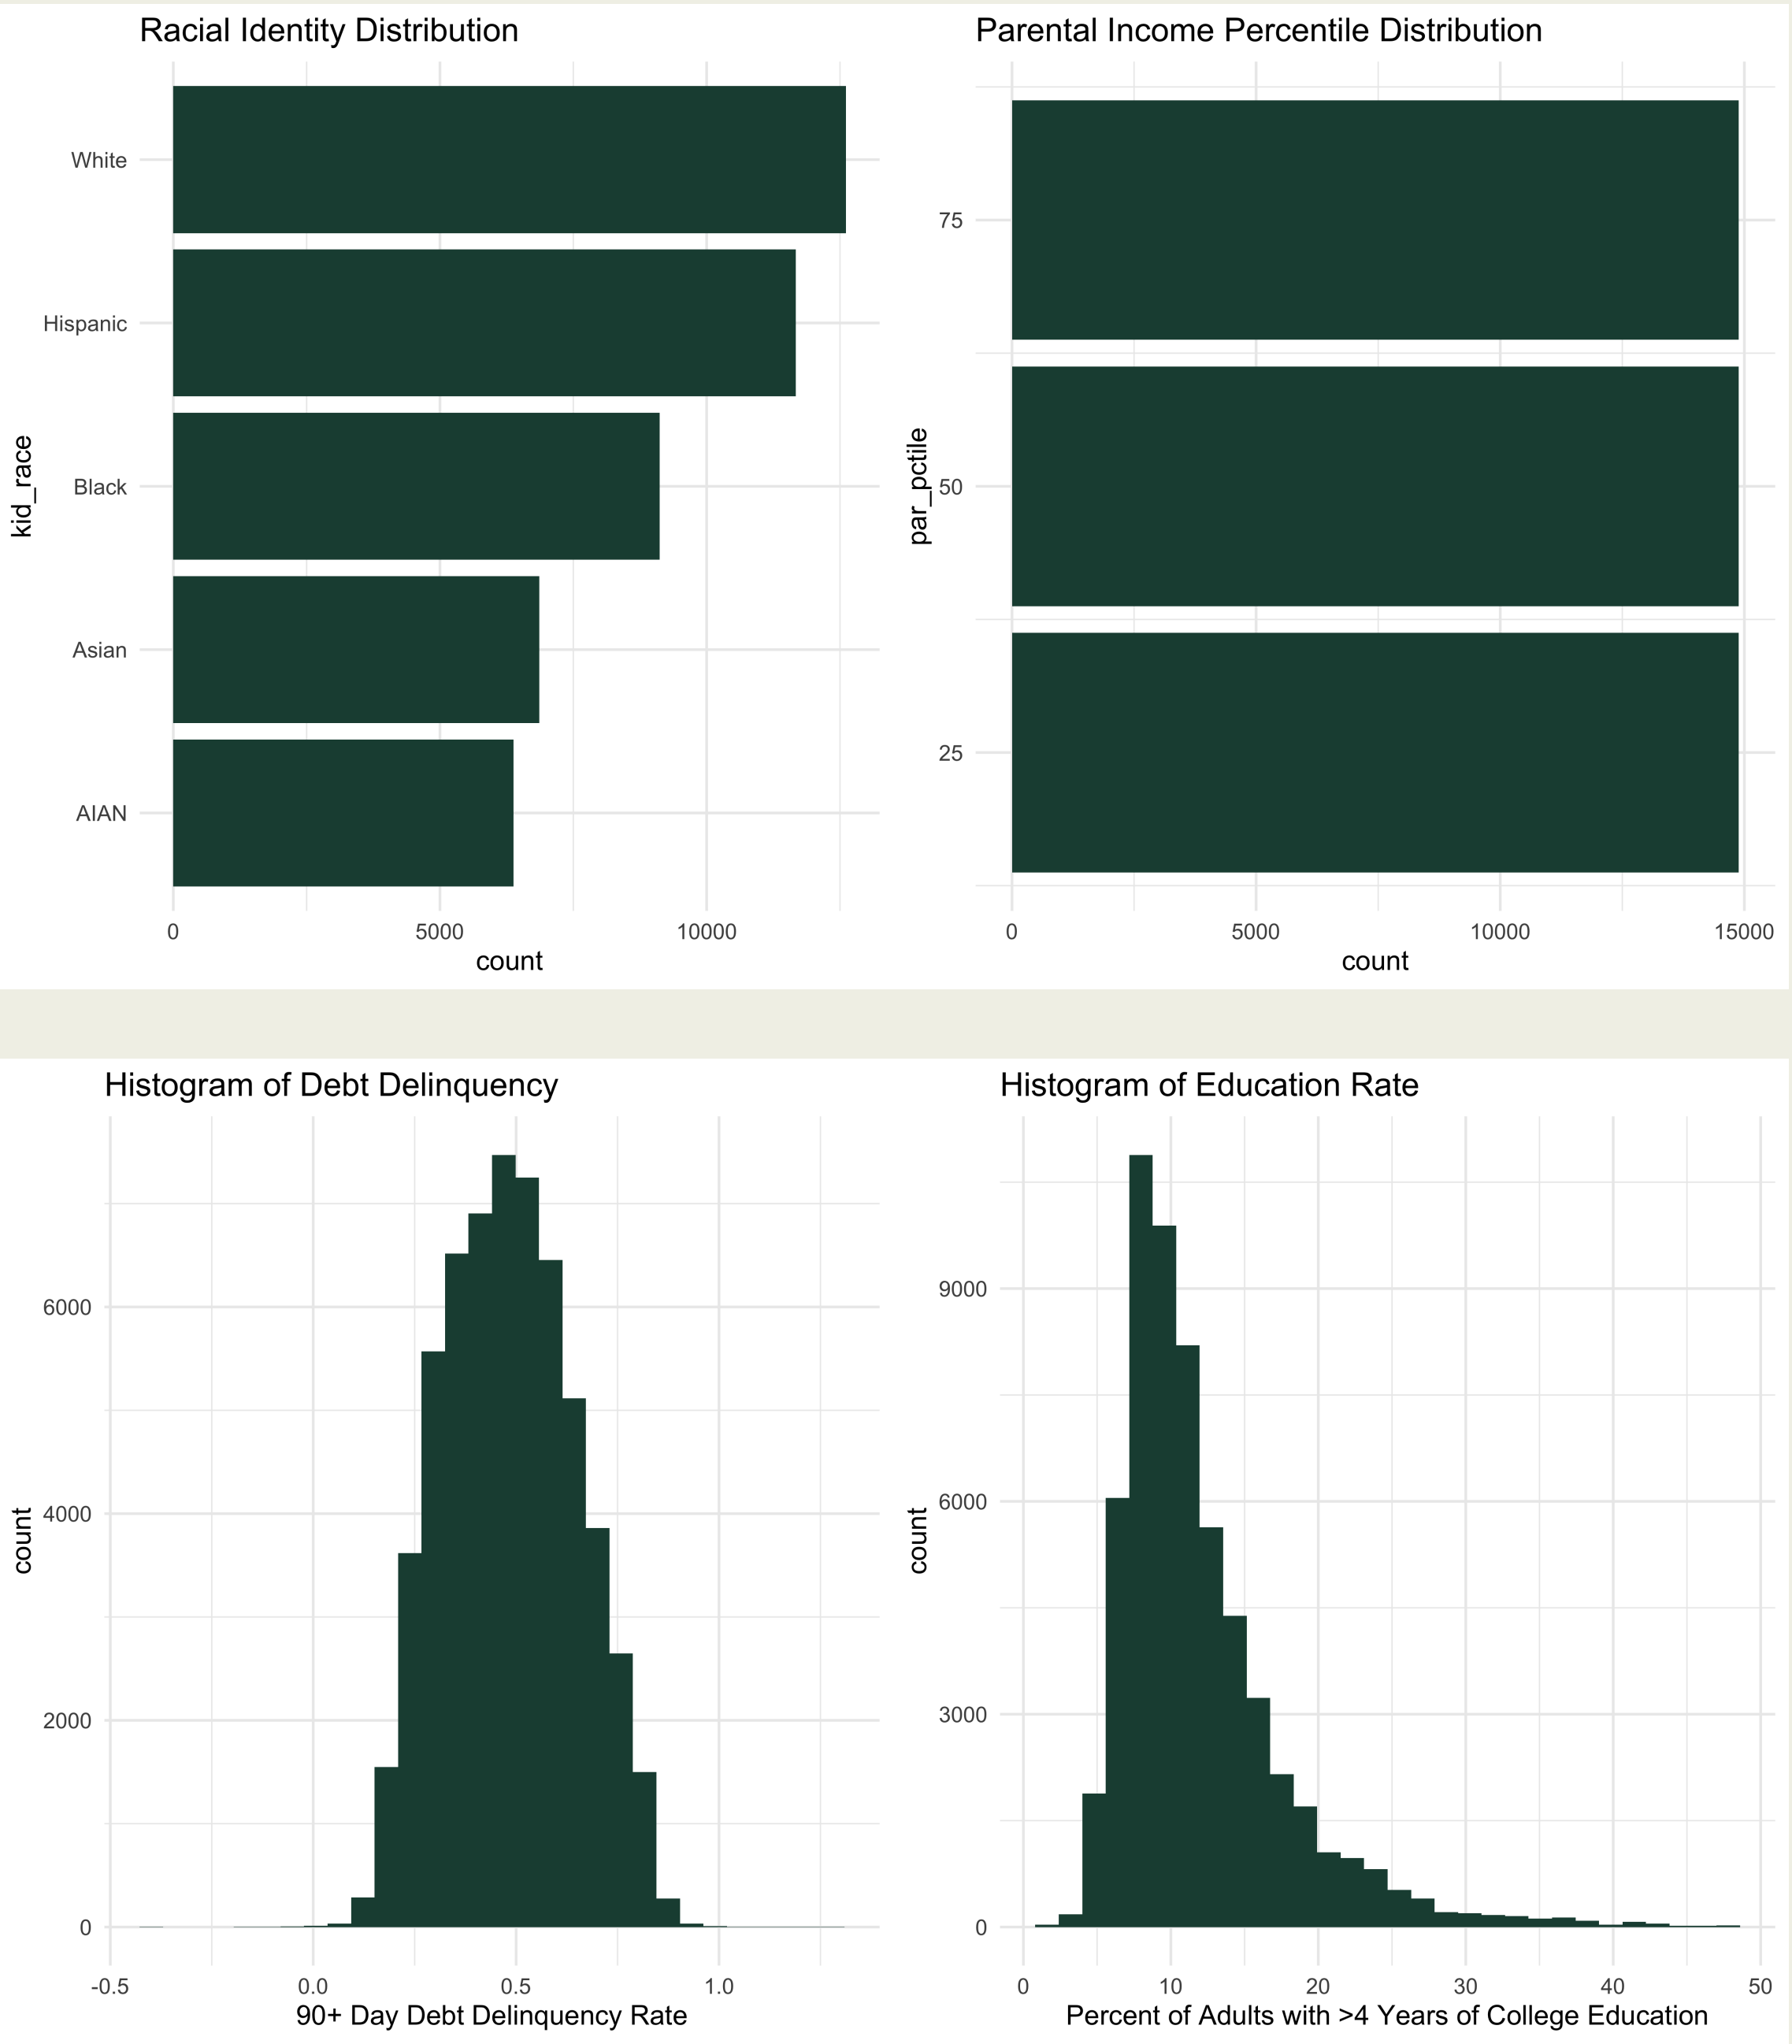 Racial Identity Distribution
kid_race
White
Hispanic
Black
Asian
AIAN
0 5000 10000
count
Parental Income Percentile Distribution
par_pctile
75
50
25
0 5000 10000 15000
count
Histogram of Debt Delinquency
count
6000
4000
2000
0
-0.5 0.0 0.5 1.0
90+ Day Debt Delinquency Rate
Histogram of Education Rate
count
9000
6000
3000
0
0 10 20 30 40 50
Percent of Adults with >4 Years of College Education